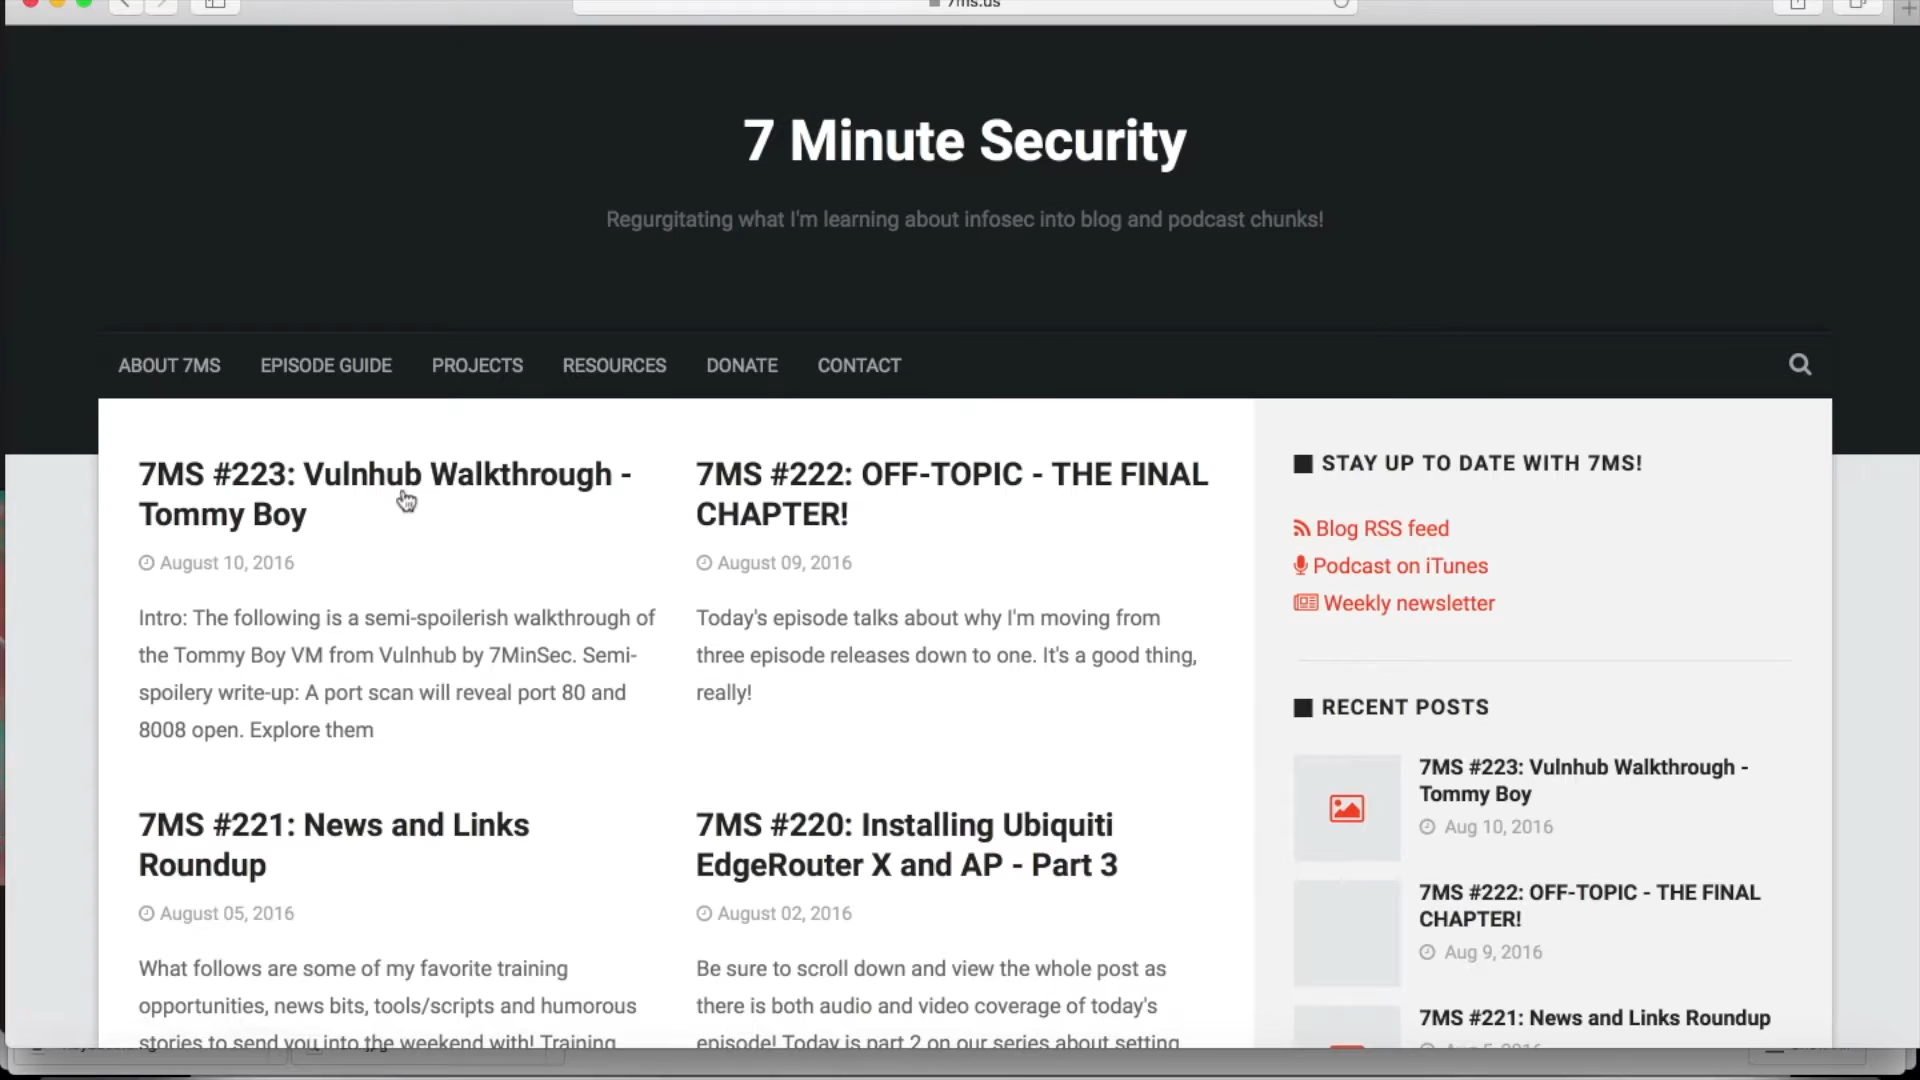 7ms.us
7 Minute Security
Regurgitating what I'm learning about infosec into blog and podcast chunks!
ABOUT 7MS EPISODE GUIDE PROJECTS RESOURCES DONATE CONTACT
7MS #223: Vulnhub Walkthrough -
Tommy Boy
August 10, 2016
Intro: The following is a semi-spoilerish walkthrough of
the Tommy Boy VM from Vulnhub by 7MinSec. Semi-
spoilery write-up: A port scan will reveal port 80 and
8008 open. Explore them
7MS #222: OFF-TOPIC - THE FINAL
CHAPTER!
August 09, 2016
Today's episode talks about why I'm moving from
three episode releases down to one. It's a good thing,
really!
7MS #221: News and Links
Roundup
August 05, 2016
What follows are some of my favorite training
opportunities, news bits, tools/scripts and humorous
stories to send you into the weekend with! Training
7MS #220: Installing Ubiquiti
EdgeRouter X and AP - Part 3
August 02, 2016
Be sure to scroll down and view the whole post as
there is both audio and video coverage of today's
episode! Today is part 2 on our series about setting
STAY UP TO DATE WITH 7MS!
Blog RSS feed
Podcast on iTunes
Weekly newsletter
RECENT POSTS
7MS #223: Vulnhub Walkthrough -
Tommy Boy
Aug 10, 2016
7MS #222: OFF-TOPIC - THE FINAL
CHAPTER!
Aug 9, 2016
7MS #221: News and Links Roundup
Aug 5, 2016